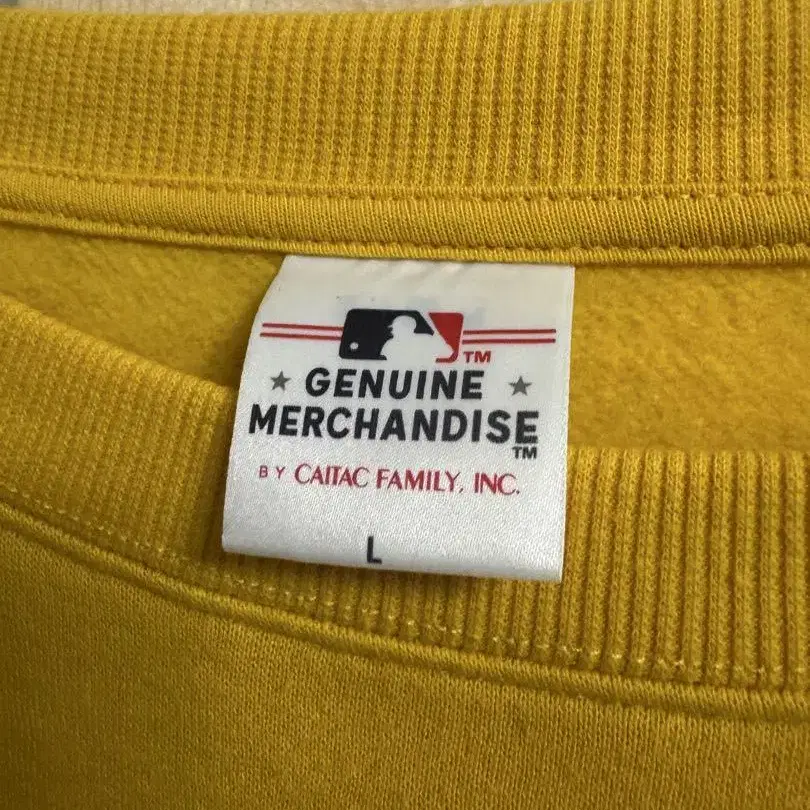 TM
★ GENUINE ★
MERCHANDISE
TM
BY CAITAC FAMILY, INC.
L